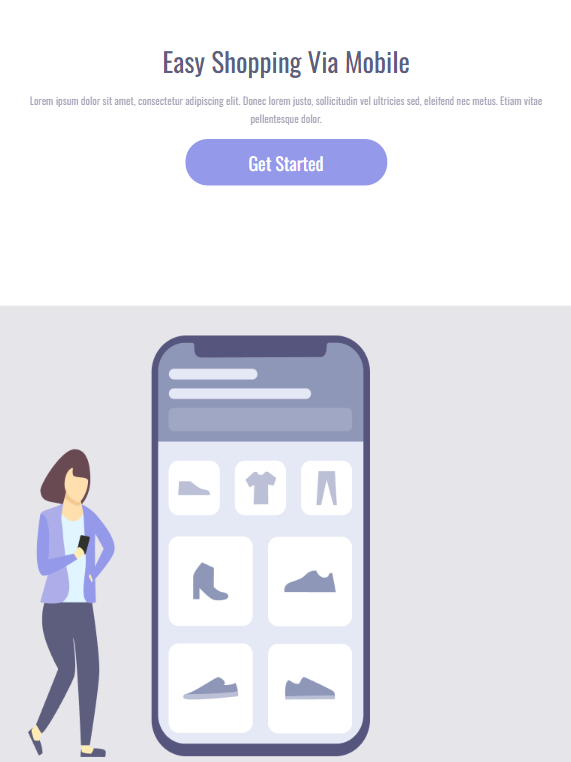 Easy Shopping Via Mobile
Lorem ipsum dolor sit amet, consectetur adipiscing elit. Donec lorem justo, sollicitudin vel ultricies sed, eleifend nec metus. Etiam vitae
pellentesque dolor.
Get Started